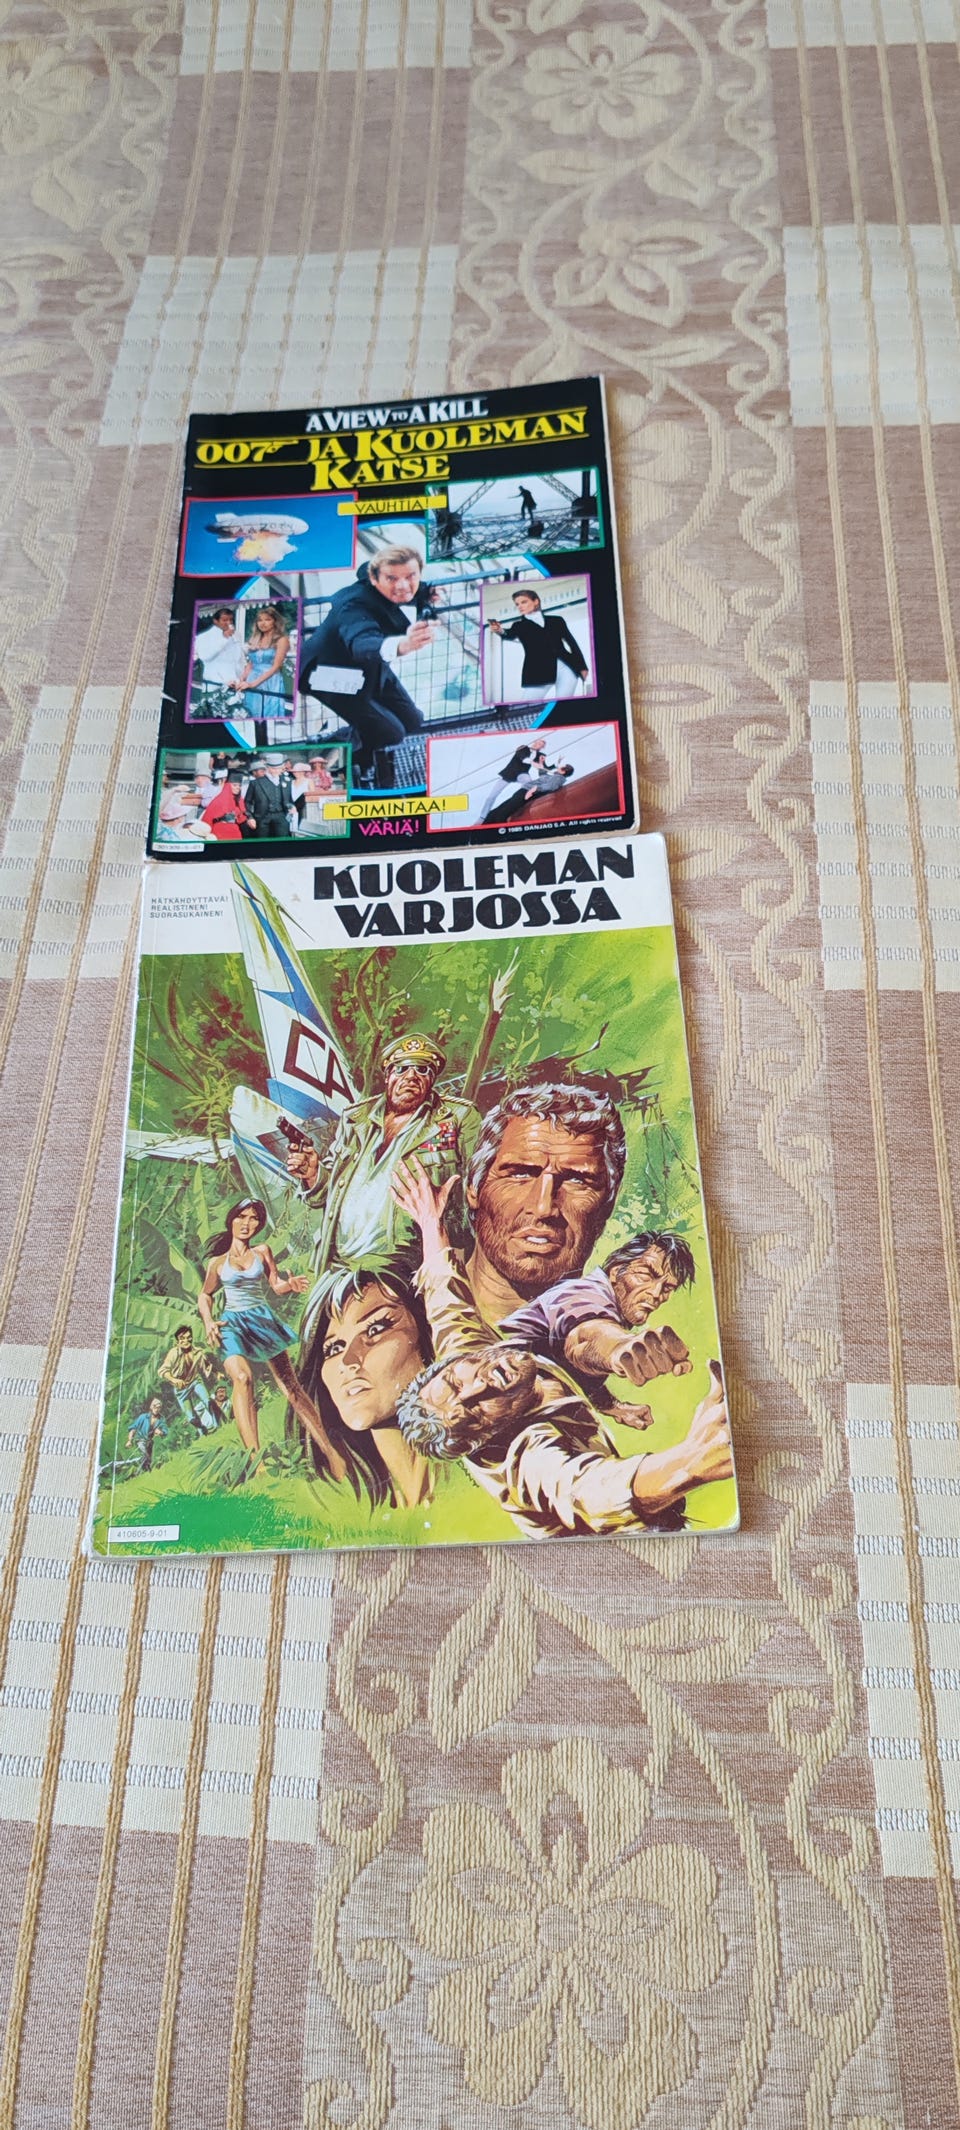 A VIEW TO A KILL
007 JA KUOLEMAN
KATSE
VAUHTIA!
TOIMINTAA!
VÄRIÄ!
© 1985 DANJAQ S.A. All rights reserved
KUOLEMAN
VARJOSSA
HÄTKÄHDYTTÄVÄ!
REALISTINEN!
SUORASUKAINEN!
CA
410605-9-01